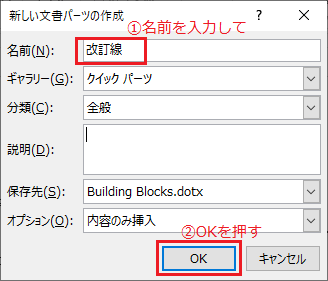 新しい文書パーツの作成
?
×
①名前を入力して
名前(N):
改訂線
ギャラリー(G):
クイック パーツ
分類(C):
全般
説明(D):
保存先(S):
Building Blocks.dotx
オプション(O):
内容のみ挿入
②OKを押す
OK
キャンセル